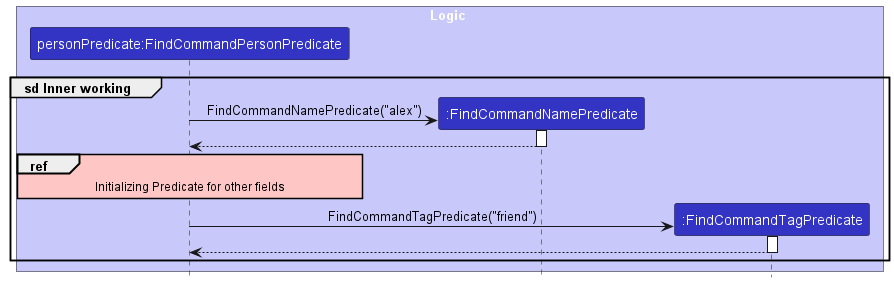 Logic
personPredicate:FindCommandPersonPredicate
sd Inner working
FindCommandNamePredicate("alex")
:FindCommandNamePredicate
ref
Initializing Predicate for other fields
FindCommandTagPredicate("friend")
:FindCommandTagPredicate